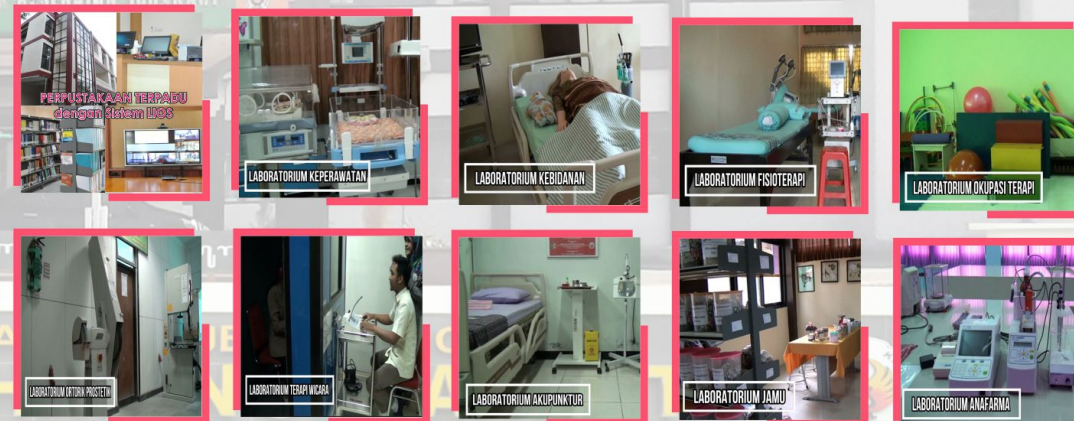 PERPUSTAKAAN TERPADU
dengan Sistem LIOS
LABORATORIUM KEPERAWATAN
LABORATORIUM KEBIDANAN
LABORATORIUM FISIOTERAPI
LABORATORIUM OKUPASI TERAPI
LABORATORIUM ORTOTIK PROSTETIK
LABORATORIUM TERAPI WICARA
LABORATORIUM AKUPUNKTUR
LABORATORIUM JAMU
LABORATORIUM ANAFARMA